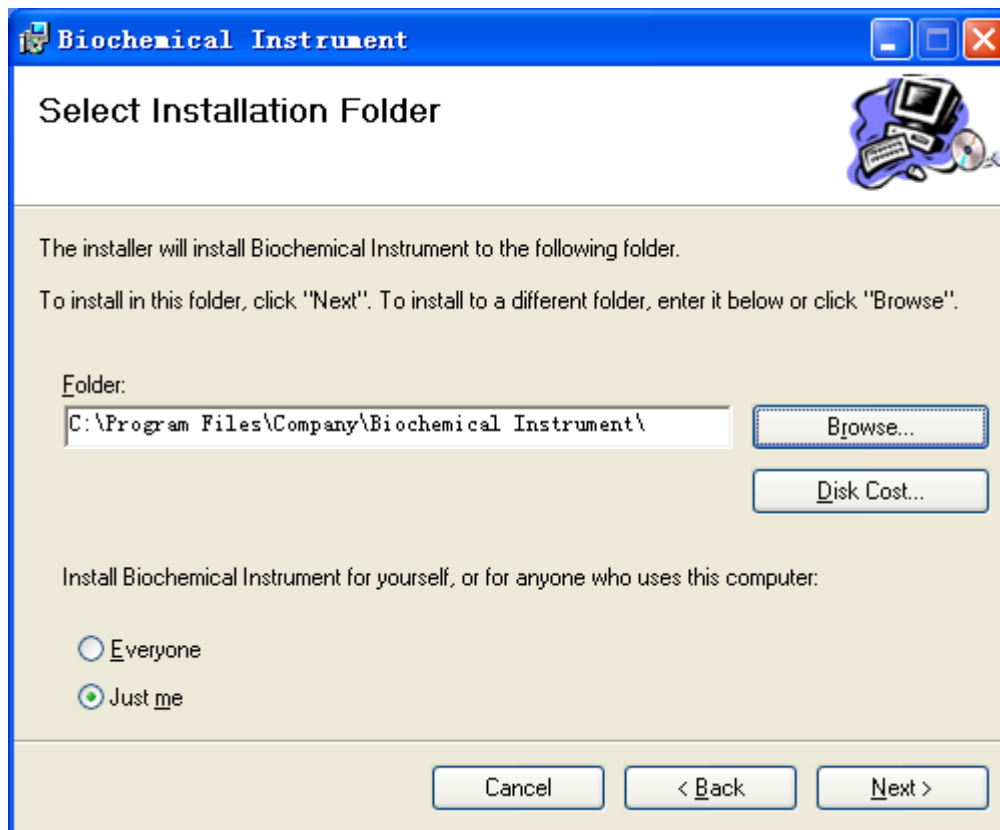 Biochemical Instrument
Select Installation Folder
The installer will install Biochemical Instrument to the following folder.
To install in this folder, click "Next". To install to a different folder, enter it below or click "Browse".
Folder:
C:\Program Files\Company\Biochemical Instrument\
Browse...
Disk Cost...
Install Biochemical Instrument for yourself, or for anyone who uses this computer:
Everyone
Just me
Cancel
< Back
Next >